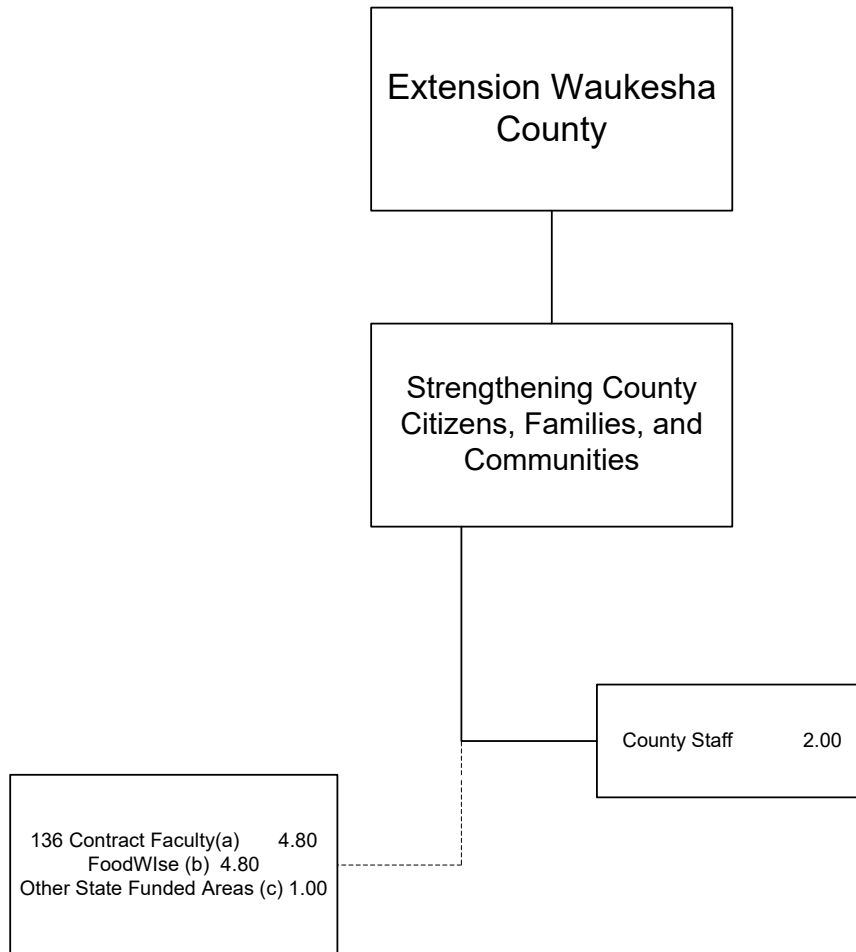 Extension Waukesha
County
Strengthening County
Citizens, Families, and
Communities
County Staff 2.00
136 Contract Faculty(a) 4.80
FoodWIse (b) 4.80
Other State Funded Areas (c) 1.00